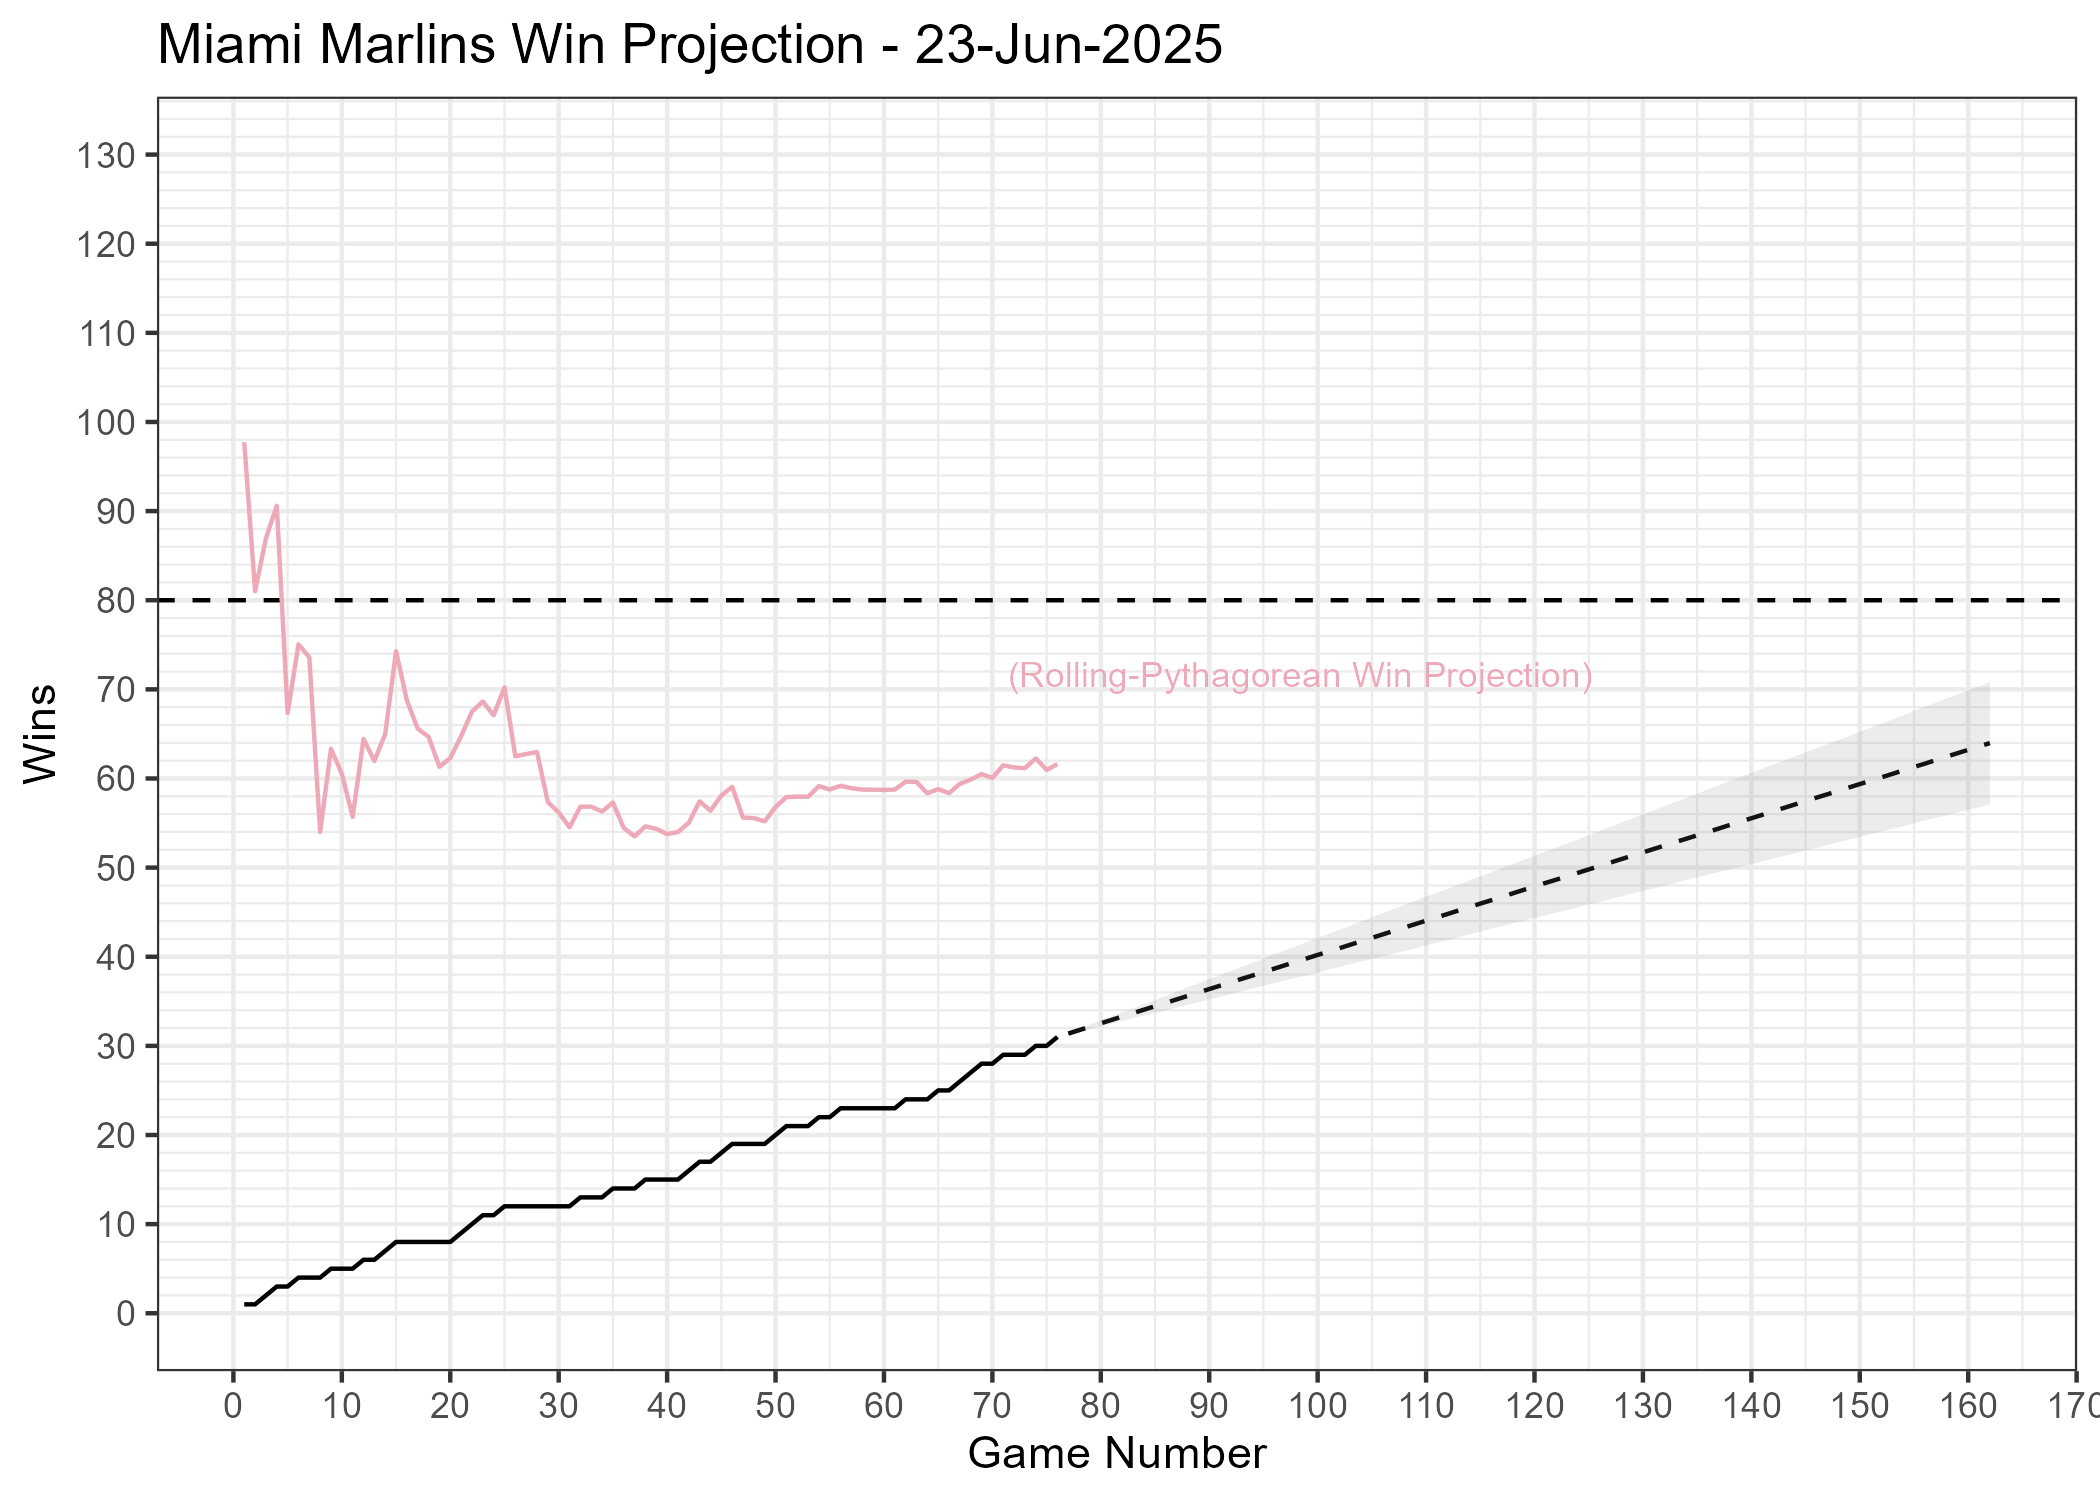 Miami Marlins Win Projection - 23-Jun-2025
130
120
110
100
90
80
70
60
50
40
30
20
10
0
Wins
(Rolling-Pythagorean Win Projection)
0 10 20 30 40 50 60 70 80 90 100 110 120 130 140 150 160 170
Game Number